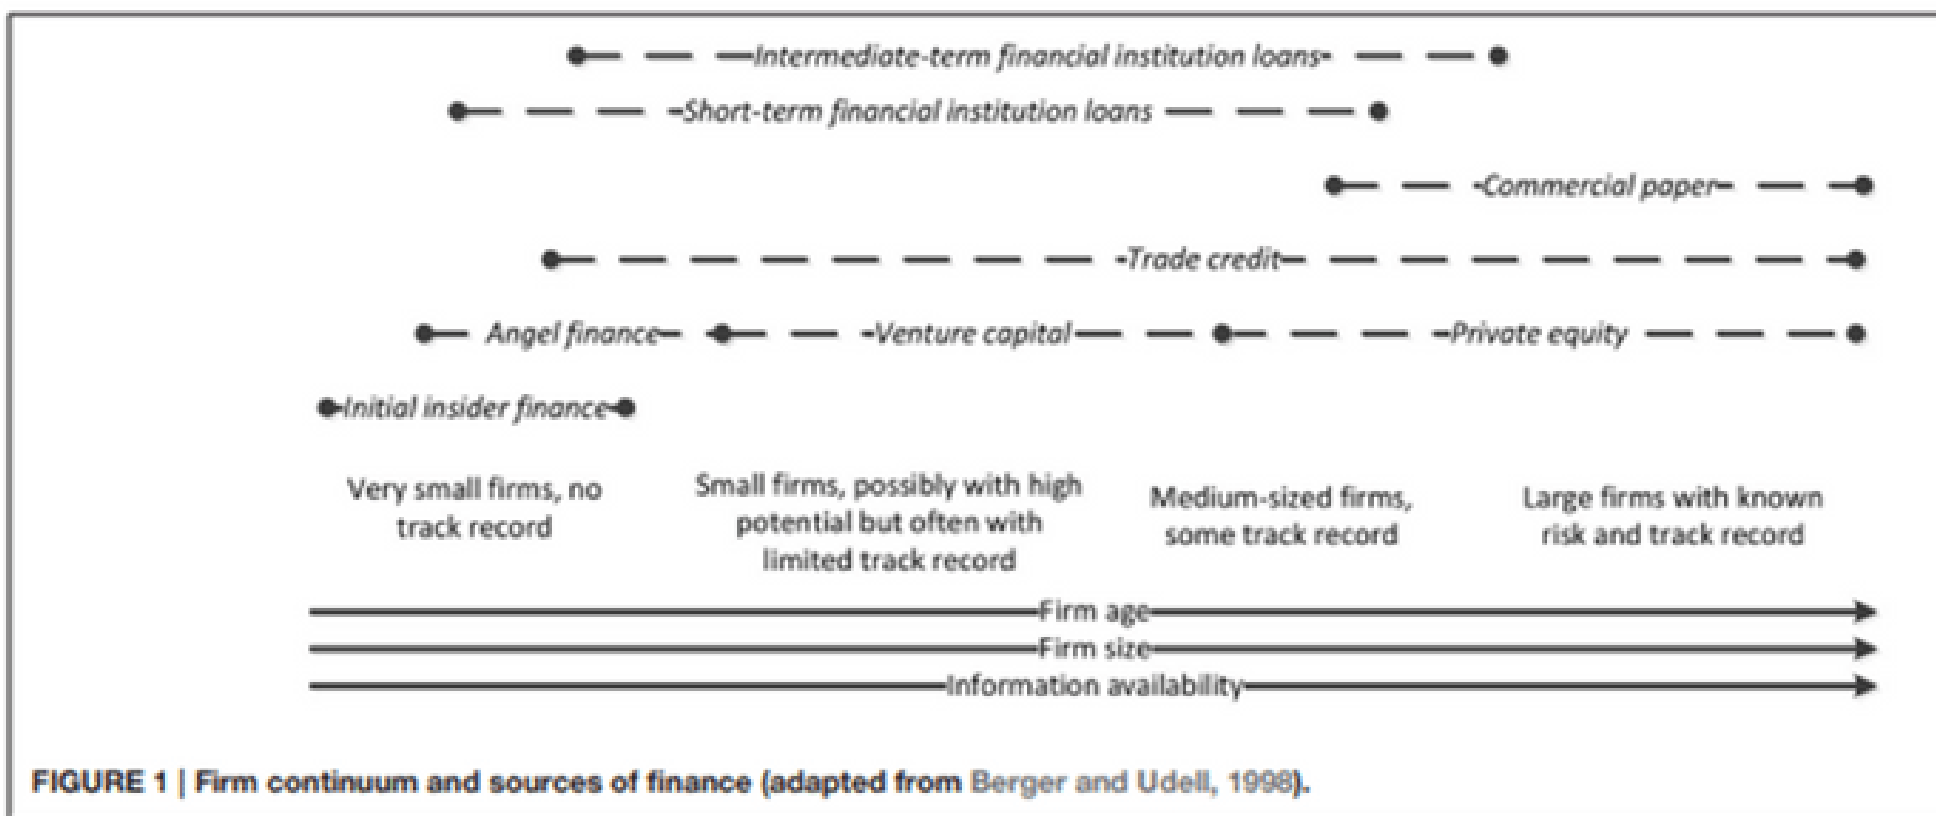 Intermediate-term financial institution loans
Short-term financial institution loans
Commercial paper
Trade credit
Angel finance Venture capital Private equity
Initial insider finance
Very small firms, no
track record
Small firms, possibly with high
potential but often with
limited track record
Medium-sized firms,
some track record
Large firms with known
risk and track record
Firm age
Firm size
Information availability
FIGURE 1 | Firm continuum and sources of finance (adapted from Berger and Udell, 1998).